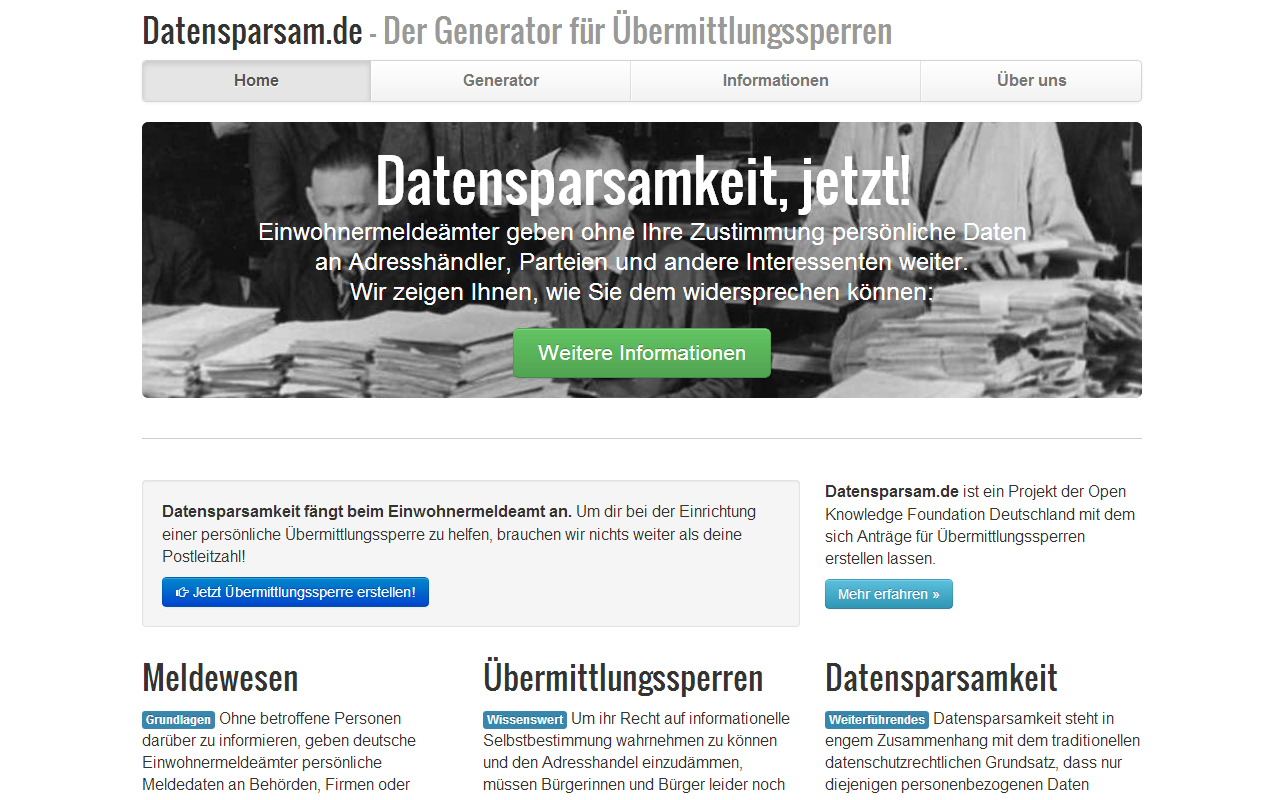 Datensparsam.de - Der Generator für Übermittlungssperren
Home
Generator
Informationen
Über uns
Datensparsamkeit, jetzt!
Einwohnermeldeämter geben ohne Ihre Zustimmung persönliche Daten
an Adresshändler, Parteien und andere Interessenten weiter.
Wir zeigen Ihnen, wie Sie dem widersprechen können:
Weitere Informationen
Datensparsamkeit fängt beim Einwohnermeldeamt an. Um dir bei der Einrichtung
einer persönliche Übermittlungssperre zu helfen, brauchen wir nichts weiter als deine
Postleitzahl!
Jetzt Übermittlungssperre erstellen!
Datensparsam.de ist ein Projekt der Open
Knowledge Foundation Deutschland mit dem
sich Anträge für Übermittlungssperren
erstellen lassen.
Mehr erfahren »
Meldewesen
Grundlagen Ohne betroffene Personen
darüber zu informieren, geben deutsche
Einwohnermeldeämter persönliche
Meldedaten an Behörden, Firmen oder
Übermittlungssperren
Wissenswert Um ihr Recht auf informationelle
Selbstbestimmung wahrnehmen zu können
und den Adresshandel einzudämmen,
müssen Bürgerinnen und Bürger leider noch
Datensparsamkeit
Weiterführendes Datensparsamkeit steht in
engem Zusammenhang mit dem traditionellen
datenschutzrechtlichen Grundsatz, dass nur
diejenigen personenbezogenen Daten